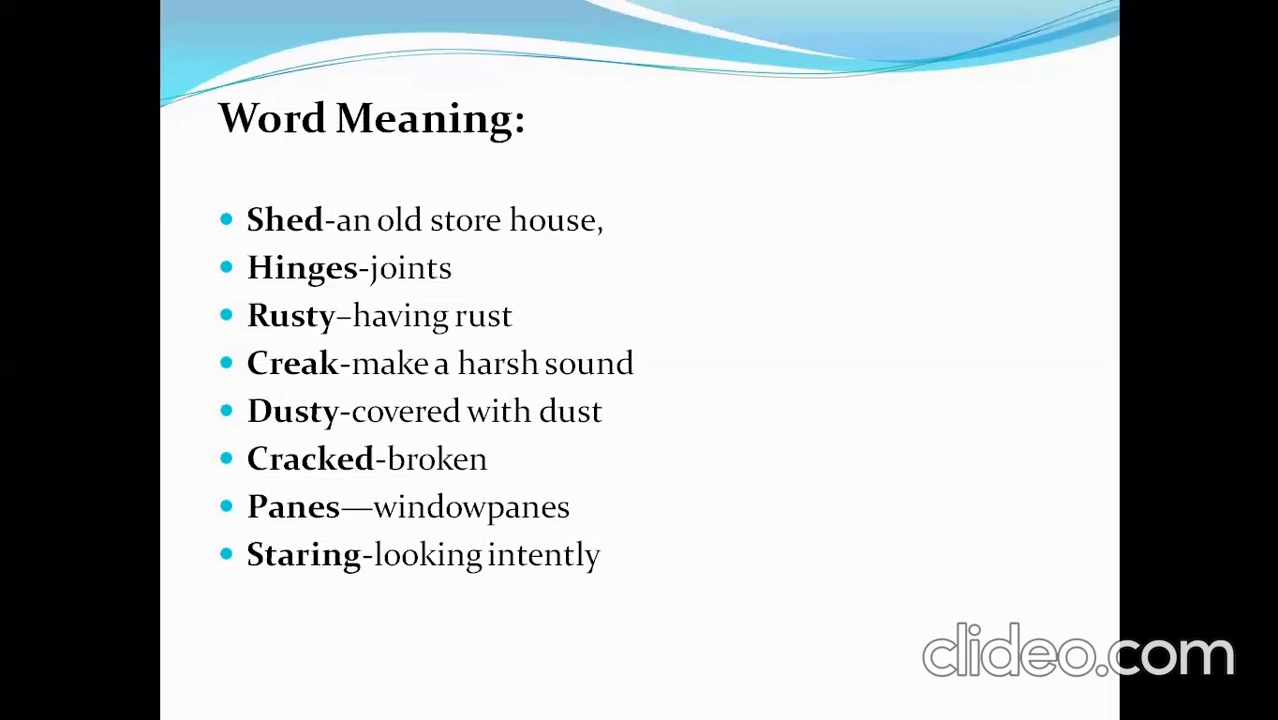 Word Meaning:
Shed-an old store house,
Hinges-joints
Rusty–having rust
Creak-make a harsh sound
Dusty-covered with dust
Cracked-broken
Panes—windowpanes
Staring-looking intently
clideo.com